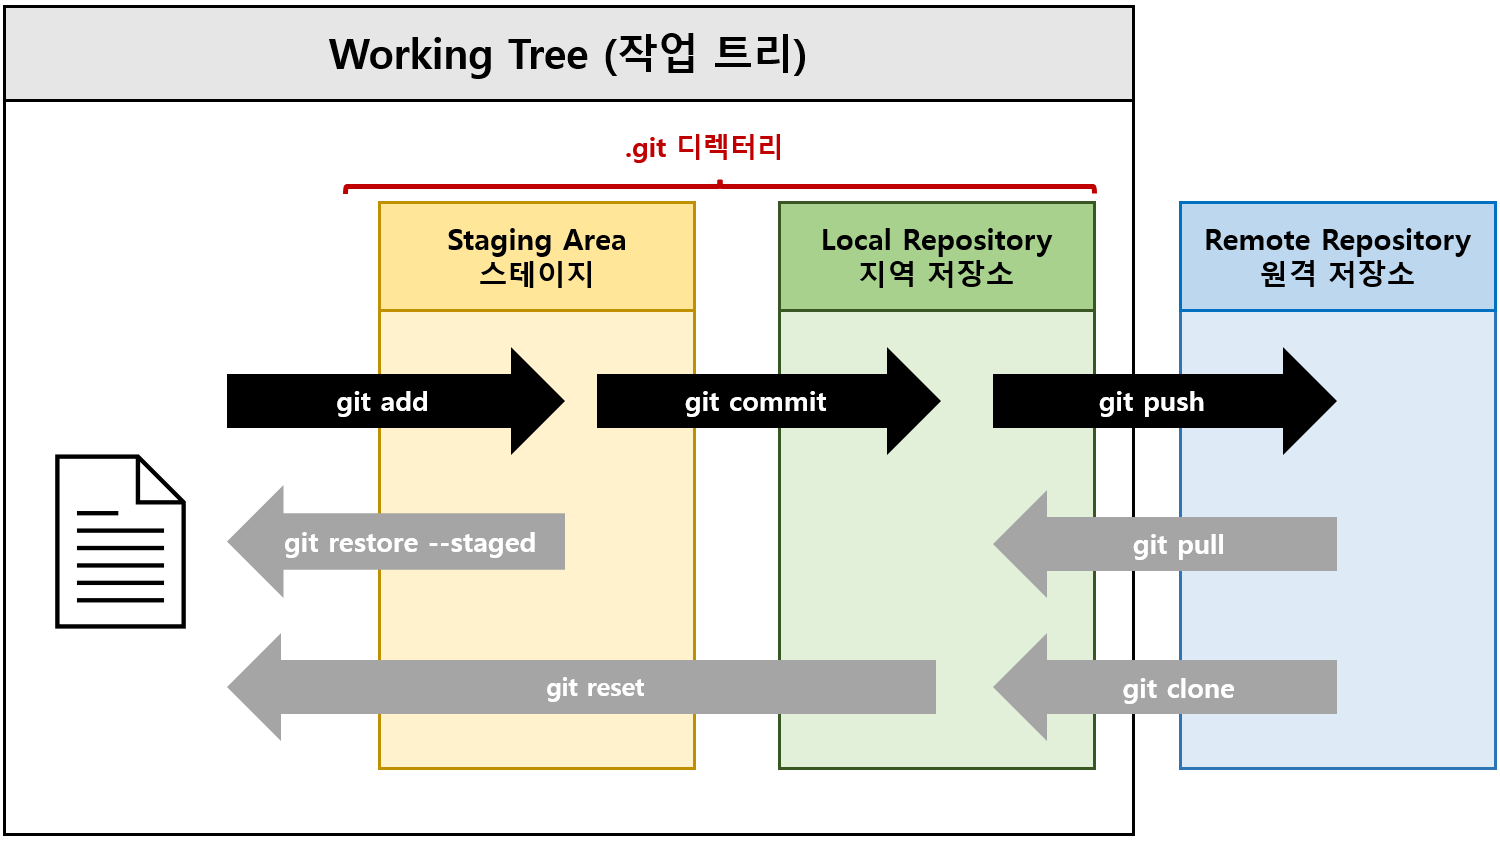 Working Tree (작업 트리)
.git 디렉터리
Staging Area
스테이지
Local Repository
지역 저장소
Remote Repository
원격 저장소
git add
git commit
git push
git restore --staged
git pull
git reset
git clone